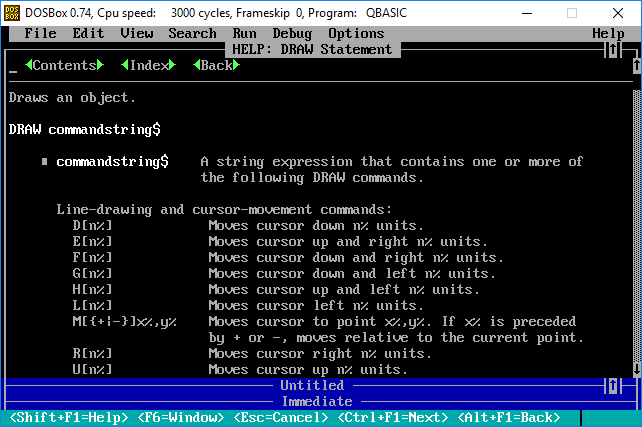 DOS BOX DOSBox 0.74, Cpu speed: 3000 cycles, Frameskip 0, Program: QBASIC
File Edit View Search Run Debug Options Help
HELP: DRAW Statement
◄Contents► ◄Index► ◄Back►
Draws an object.
DRAW commandstring$
■ commandstring$ A string expression that contains one or more of
the following DRAW commands.
Line-drawing and cursor-movement commands:
D[n%] Moves cursor down n% units.
E[n%] Moves cursor up and right n% units.
F[n%] Moves cursor down and right n% units.
G[n%] Moves cursor down and left n% units.
H[n%] Moves cursor up and left n% units.
L[n%] Moves cursor left n% units.
M[{+|-}]x%,y% Moves cursor to point x%,y%. If x% is preceded
by + or -, moves relative to the current point.
R[n%] Moves cursor right n% units.
U[n%] Moves cursor up n% units.
Untitled
Immediate
<Shift+F1=Help> <F6=Window> <Esc=Cancel> <Ctrl+F1=Next> <Alt+F1=Back>